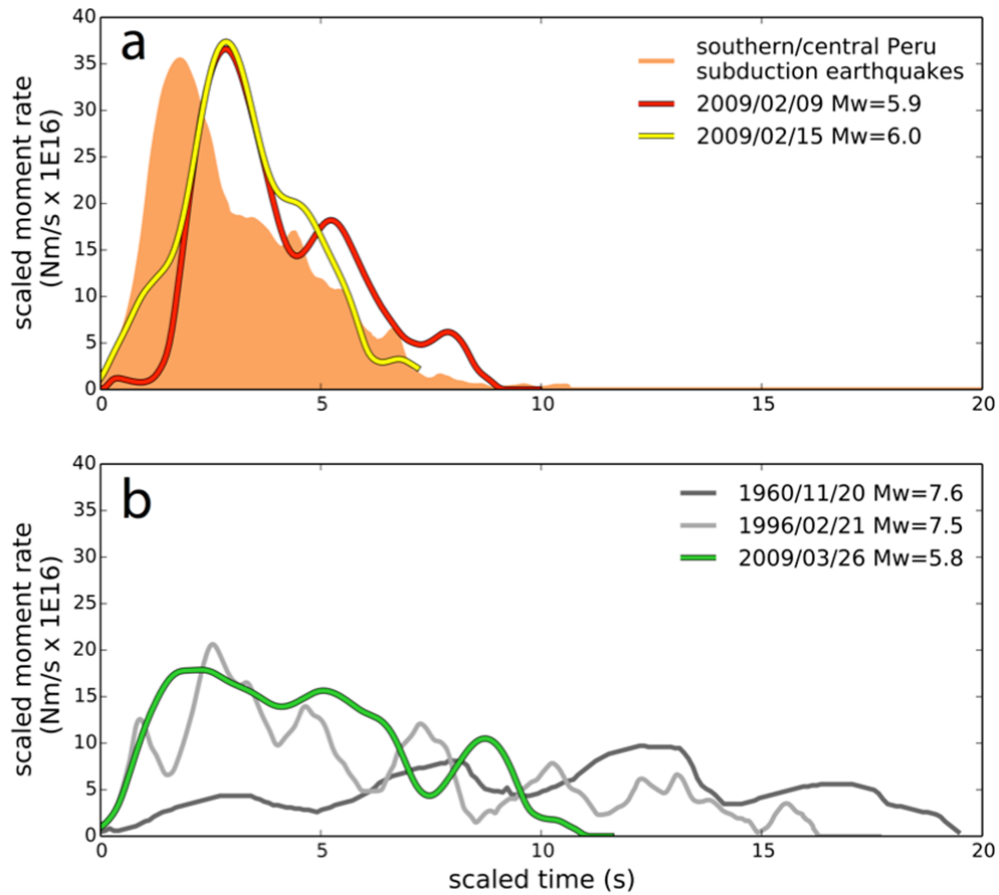 a
southern/central Peru
subduction earthquakes
2009/02/09 Mw=5.9
2009/02/15 Mw=6.0
scaled moment rate
(Nm/s x 1E16)
40
35
30
25
20
15
10
5
0
0 5 10 15 20
b
1960/11/20 Mw=7.6
1996/02/21 Mw=7.5
2009/03/26 Mw=5.8
scaled moment rate
(Nm/s x 1E16)
40
35
30
25
20
15
10
5
0
0 5 10 15 20
scaled time (s)